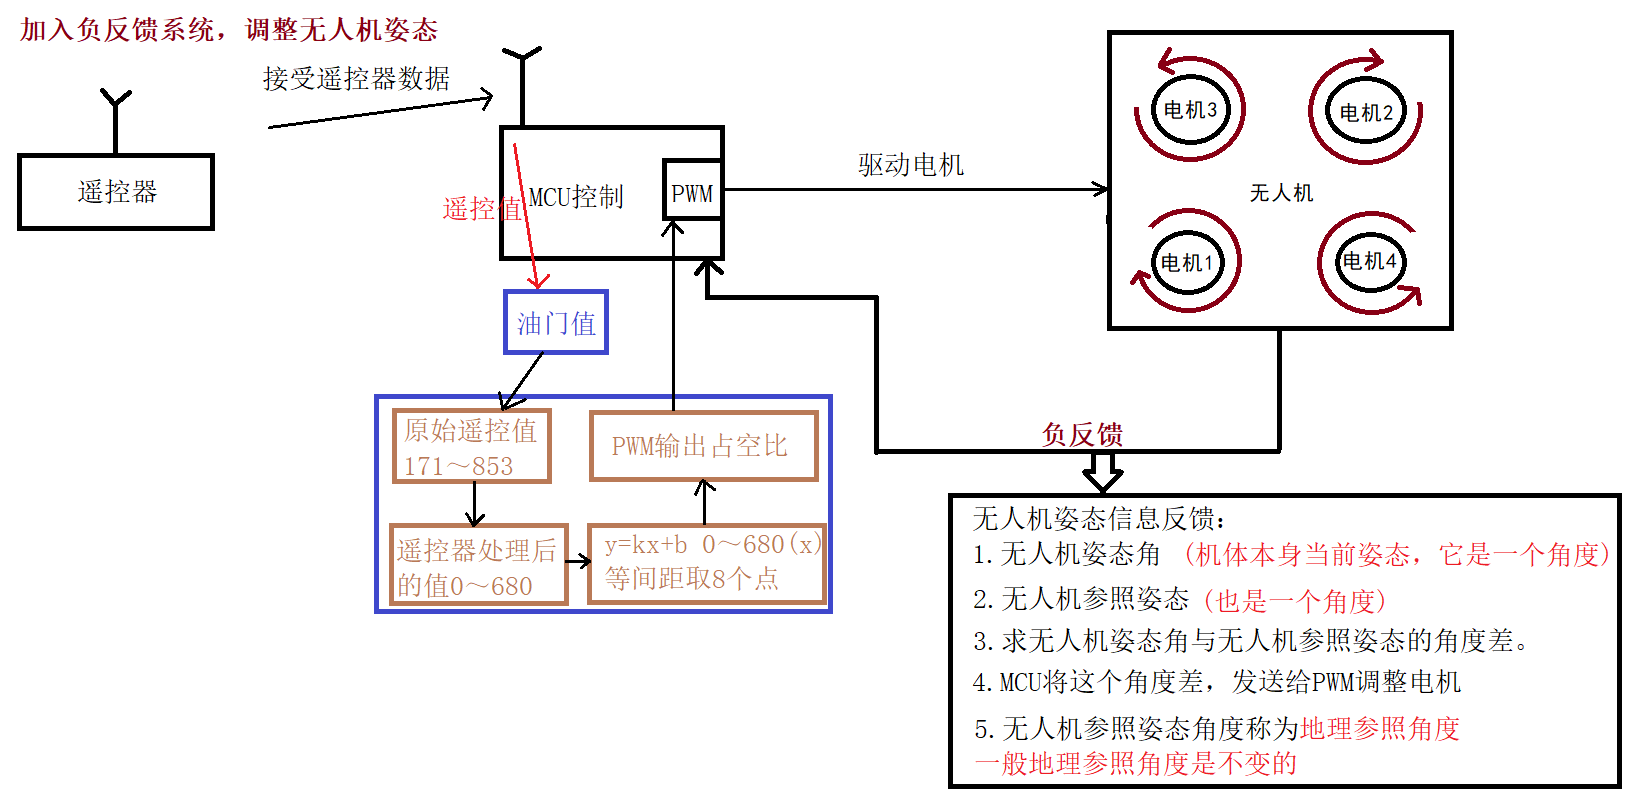 加入负反馈系统，调整无人机姿态
接受遥控器数据
遥控器
遥控值
MCU控制
PWM
驱动电机
电机3
电机2
无人机
电机1
电机4
油门值
原始遥控值
171～853
PWM输出占空比
遥控器处理后
的值0～680
y=kx+b 0～680(x)
等间距取8个点
负反馈
无人机姿态信息反馈：
1.无人机姿态角 (机体本身当前姿态，它是一个角度)
2.无人机参照姿态 (也是一个角度)
3.求无人机姿态角与无人机参照姿态的角度差。
4.MCU将这个角度差，发送给PWM调整电机
5.无人机参照姿态角度称为地理参照角度
一般地理参照角度是不变的